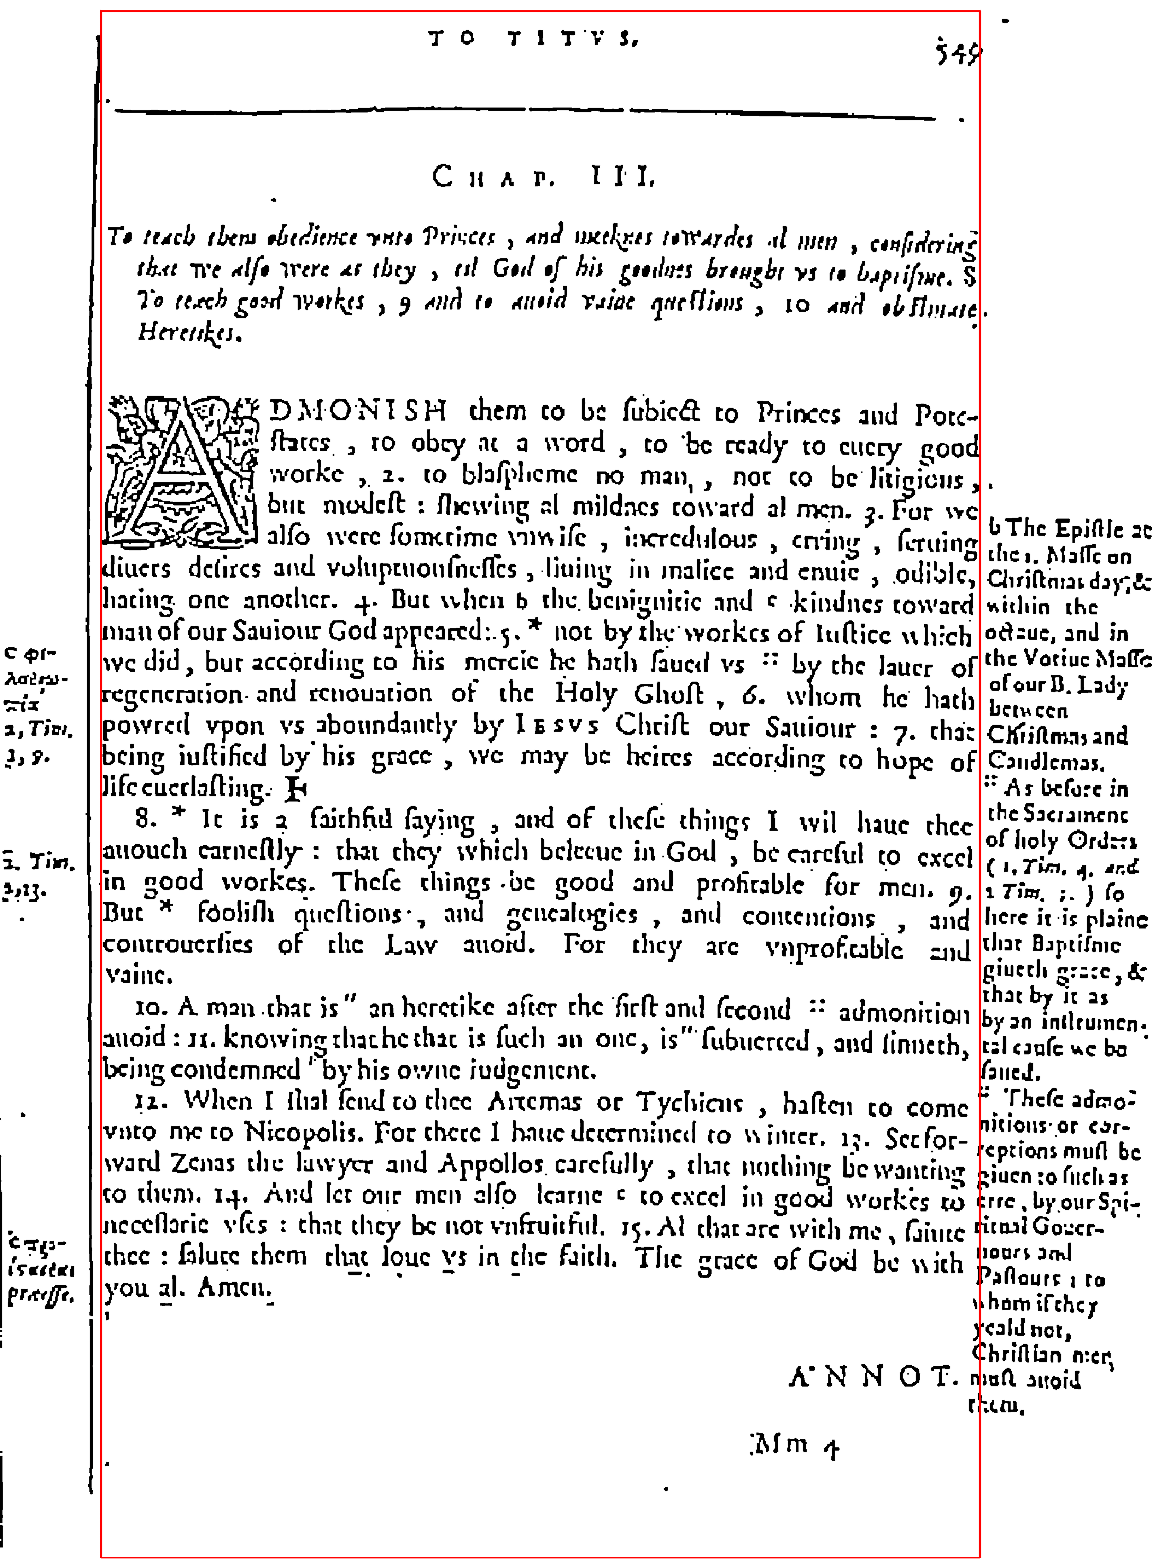 TO TITVS.
549
CHAP. III.
To teach them obedience vnto Princes, and meeknes towardes al men, considering
that we also were as they, til God of his goodnes brought vs to baptisme. 8
To teach good workes, 9 and to auoid vaine questions, 10 and obstinate
Heretikes.
ADMONISH them to be subiect to Princes and Pote-
states, to obey at a word, to be ready to euery good
worke, 2. to blaspheme no man, not to be litigious,
but modest: shewing al mildnes toward al men. 3. For we
also were sometime vnwise, incredulous, erring, seruing
diuers desires and voluptuousnesses, liuing in malice and enuie, odible,
hating one another. 4. But when b the benignitie and c kindnes toward
man of our Sauiour God appeared: 5. * not by the workes of Iustice which
we did, but according to his mercie he hath saued vs :: by the lauer of
regeneration and renouation of the Holy Ghost, 6. whom he hath
powred vpon vs aboundantly by IESVS Christ our Sauiour: 7. that
being iustified by his grace, we may be heires according to hope of
life euerlasting.
8. * It is a faithful saying, and of these things I wil haue thee
auouch earnestly: that they which beleeue in God, be careful to excel
in good workes. These things be good and profitable for men. 9.
But * foolish questions, and genealogies, and contentions, and
controuersies of the Law auoid. For they are vnprofitable and
vaine.
10. A man that is " an heretike after the first and second :: admonition
auoid: 11. knowing that he that is such an one, is " subuerted, and sinneth,
being condemned " by his owne iudgement.
12. When I shal send to thee Artemas or Tychicus, hasten to come
vnto me to Nicopolis. For there I haue determined to winter. 13. Set for-
ward Zenas the lawyer and Appollos carefully, that nothing be wanting
to them. 14. And let our men also learne c to excel in good workes to
necessarie vses: that they be not vnfruitful. 15. Al that are with me, salute
thee: salute them that loue vs in the faith. The grace of God be with
you al. Amen.
ANNOT.
Mm 4
c φι-
λανθρω-
πία
2, Tim.
1, 9.
2. Tim.
2, 23.
præesse.
b The Epistle at
the 1. Masse on
Christmas day, &
within the
octaue, and in
the Votiue Masse
of our B. Lady
between
Christmas and
Candlemas.
:: As before in
the Sacrament
of holy Orders
(1. Tim. 4. and
2 Tim. 1.) so
here it is plaine
that Baptisme
giueth grace, &
that by it as
by an instrumen-
tal cause we be
saued.
:: These admo-
nitions or cor-
reptions must be
giuen to such as
erre, by our Spi-
ritual Gouer-
nours and
Pastours: to
whom if they
yeald not,
Christian men
must auoid
them.